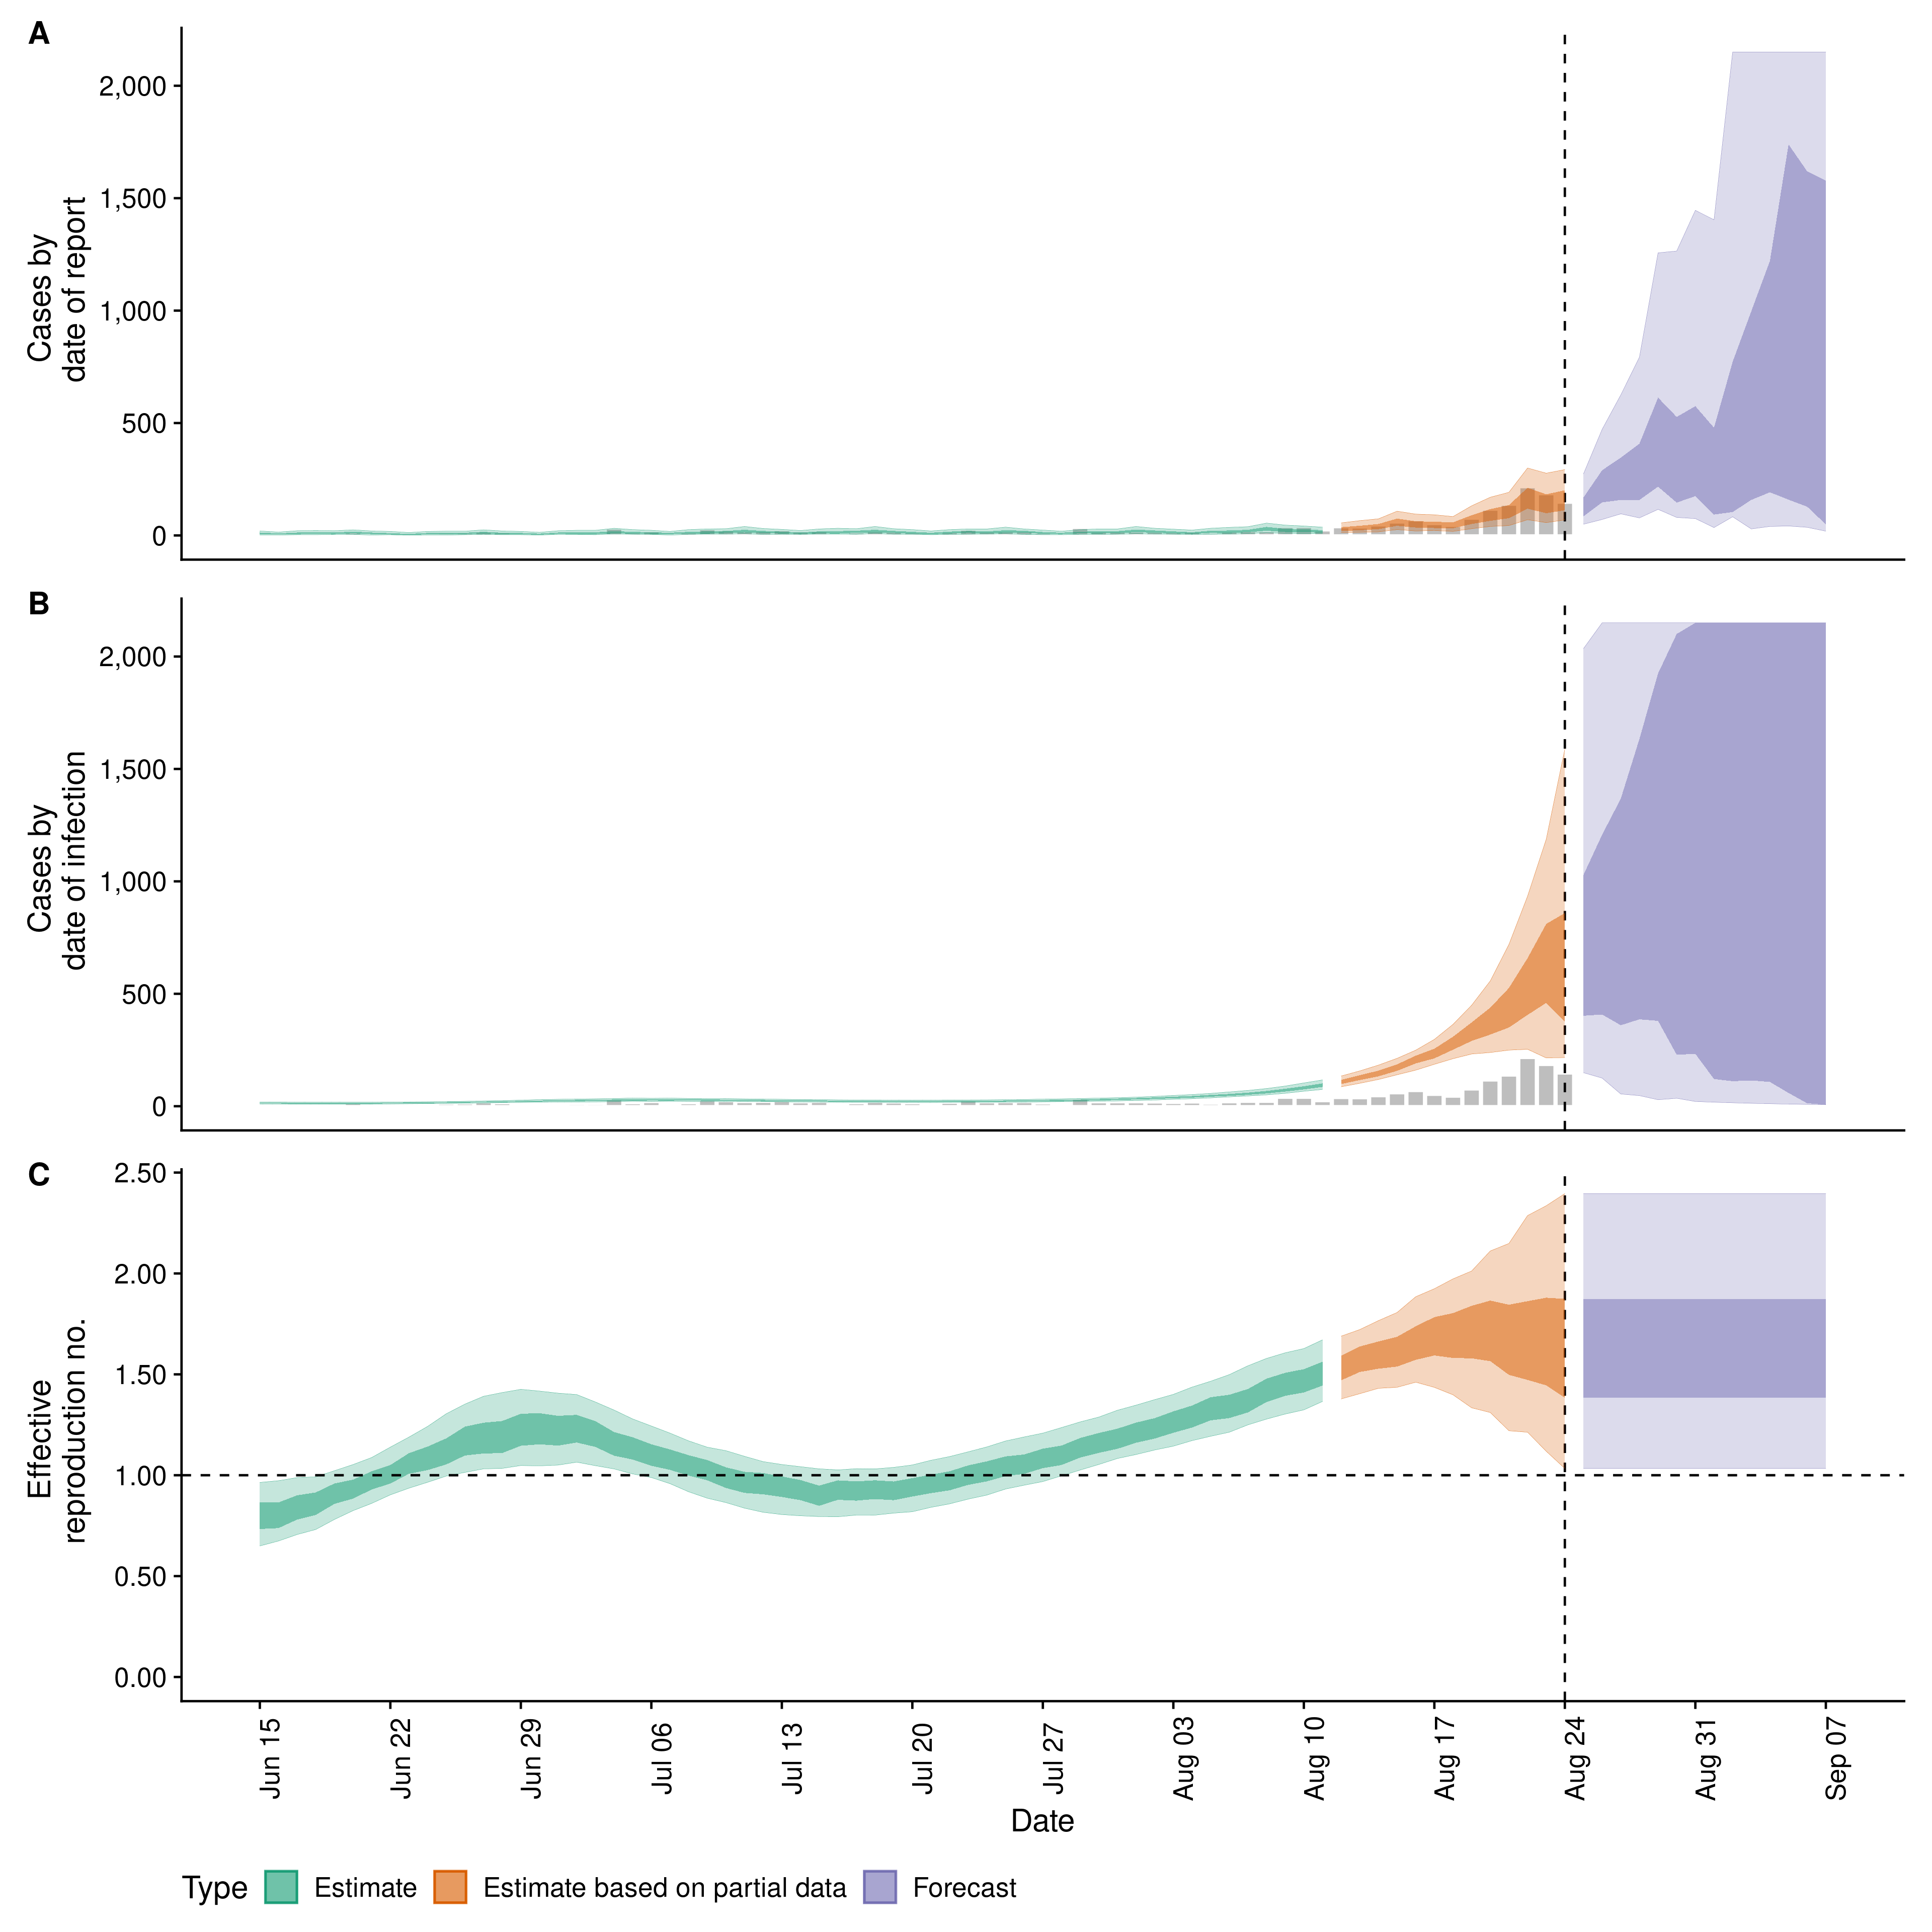 A
Cases by
date of report
2,000
1,500
1,000
500
0
B
Cases by
date of infection
2,000
1,500
1,000
500
0
C
Effective
reproduction no.
2.50
2.00
1.50
1.00
0.50
0.00
Jun 15
Jun 22
Jun 29
Jul 06
Jul 13
Jul 20
Jul 27
Aug 03
Aug 10
Aug 17
Aug 24
Aug 31
Sep 07
Date
Type Estimate Estimate based on partial data Forecast